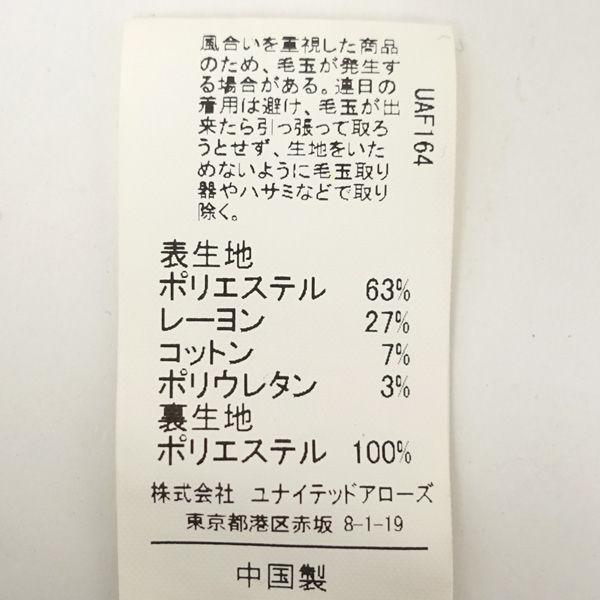 風合いを重視した商品
のため、毛玉が発生す
る場合がある。連日の
着用は避け、毛玉が出
来たら引っ張って取ろ
うとせず、生地をいた
めないように毛玉取り
器やハサミなどで取り
除く。
UAF164
表生地
ポリエステル 63%
レーヨン 27%
コットン 7%
ポリウレタン 3%
裏生地
ポリエステル 100%
株式会社 ユナイテッドアローズ
東京都港区赤坂 8-1-19
中国製